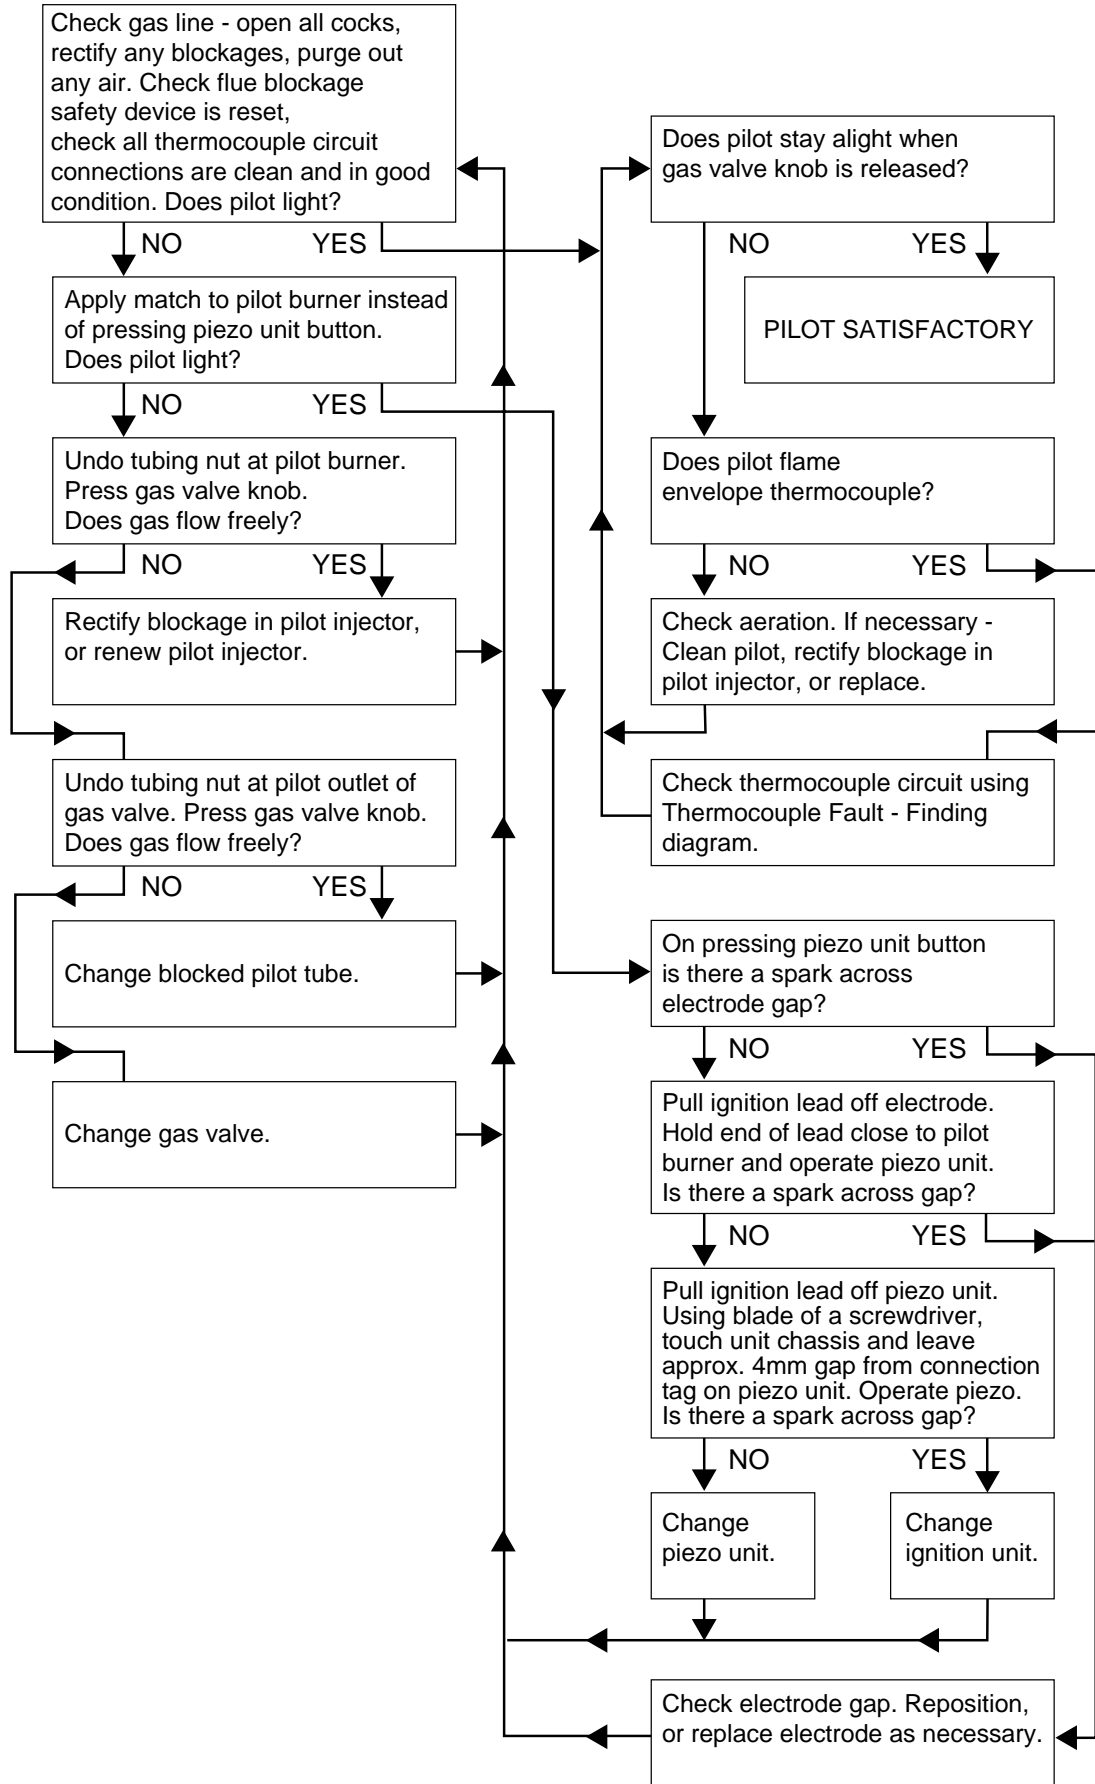 Check gas line - open all cocks,
rectify any blockages, purge out
any air. Check flue blockage
safety device is reset,
check all thermocouple circuit
connections are clean and in good
condition. Does pilot light?
NO
YES
Apply match to pilot burner instead
of pressing piezo unit button.
Does pilot light?
NO
YES
Undo tubing nut at pilot burner.
Press gas valve knob.
Does gas flow freely?
NO
YES
Rectify blockage in pilot injector,
or renew pilot injector.
Undo tubing nut at pilot outlet of
gas valve. Press gas valve knob.
Does gas flow freely?
NO
YES
Change blocked pilot tube.
Change gas valve.
Does pilot stay alight when
gas valve knob is released?
NO
YES
PILOT SATISFACTORY
Does pilot flame
envelope thermocouple?
NO
YES
Check aeration. If necessary -
Clean pilot, rectify blockage in
pilot injector, or replace.
Check thermocouple circuit using
Thermocouple Fault - Finding
diagram.
On pressing piezo unit button
is there a spark across
electrode gap?
NO
YES
Pull ignition lead off electrode.
Hold end of lead close to pilot
burner and operate piezo unit.
Is there a spark across gap?
NO
YES
Pull ignition lead off piezo unit.
Using blade of a screwdriver,
touch unit chassis and leave
approx. 4mm gap from connection
tag on piezo unit. Operate piezo.
Is there a spark across gap?
NO
YES
Change
piezo unit.
Change
ignition unit.
Check electrode gap. Reposition,
or replace electrode as necessary.